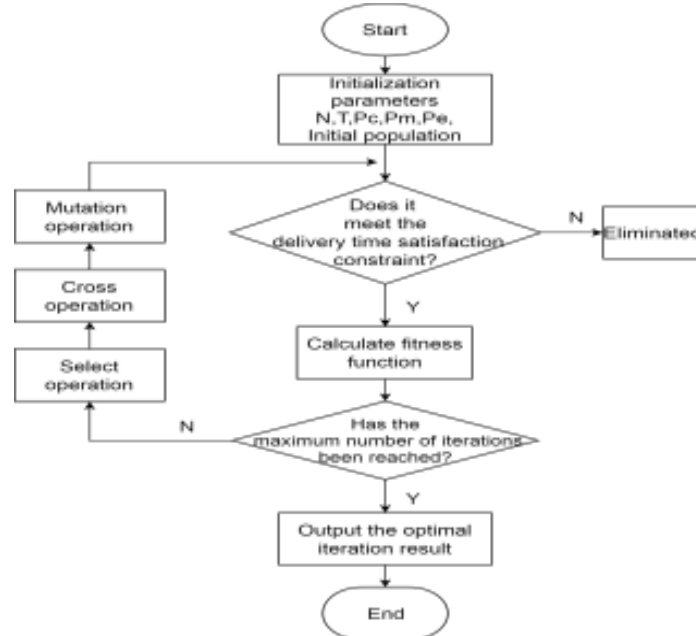 Start
Initialization
parameters
N,T,Pc,Pm,Pe,
Initial population
Does it
meet the
delivery time satisfaction
constraint?
N
Eliminated
Y
Mutation
operation
Cross
operation
Select
operation
Calculate fitness
function
Has the
maximum number of iterations
been reached?
N
Y
Output the optimal
iteration result
End